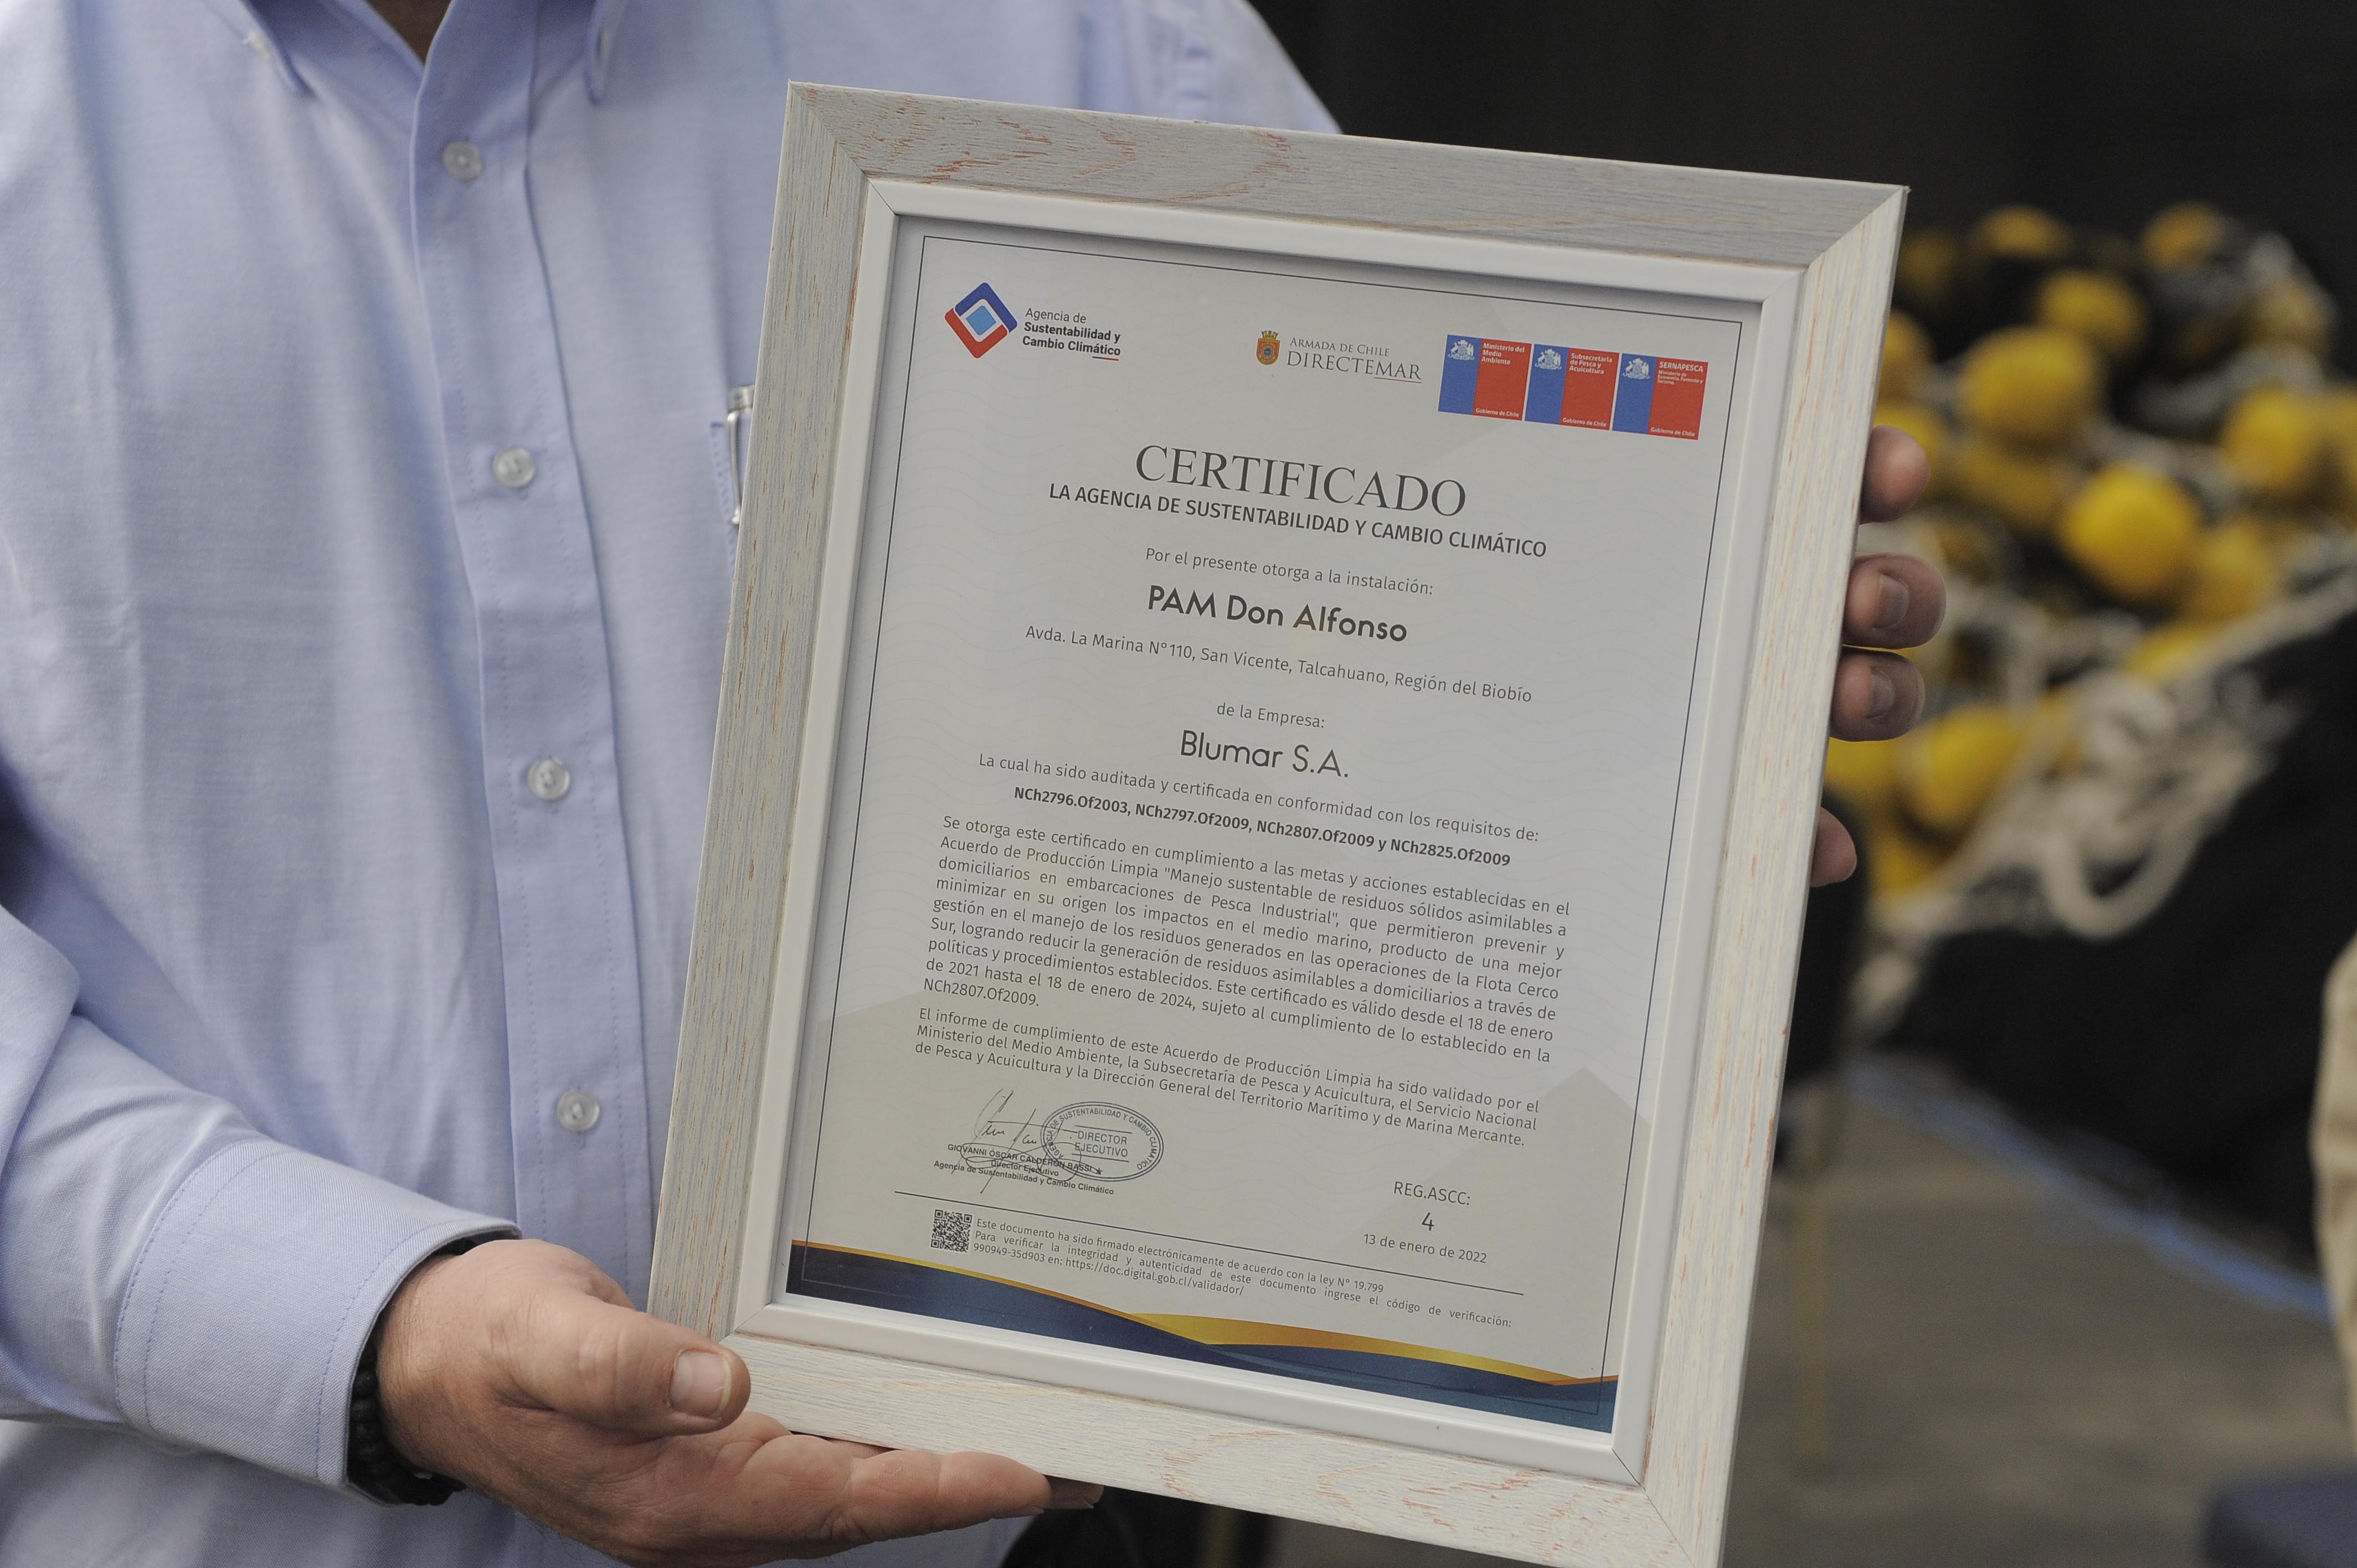 Agencia de
Sustentabilidad y
Cambio Climático
ARMADA DE CHILE
DIRECTEMAR
Ministerio del
Medio
Ambiente
Gobierno de Chile
Subsecretaría
de Pesca y
Acuicultura
Gobierno de Chile
SERNAPESCA
Ministerio de
Economía, Fomento y
Turismo
Gobierno de Chile
CERTIFICADO
LA AGENCIA DE SUSTENTABILIDAD Y CAMBIO CLIMÁTICO
Por el presente otorga a la instalación:
PAM Don Alfonso
Avda. La Marina N°110, San Vicente, Talcahuano, Región del Biobío
de la Empresa:
Blumar S.A.
La cual ha sido auditada y certificada en conformidad con los requisitos de:
NCh2796.Of2003, NCh2797.Of2009, NCh2807.Of2009 y NCh2825.Of2009
Se otorga este certificado en cumplimiento a las metas y acciones establecidas en el
Acuerdo de Producción Limpia "Manejo sustentable de residuos sólidos asimilables a
domiciliarios en embarcaciones de Pesca Industrial", que permitieron prevenir y
minimizar en su origen los impactos en el medio marino, producto de una mejor
gestión en el manejo de los residuos generados en las operaciones de la Flota Cerco
Sur, logrando reducir la generación de residuos asimilables a domiciliarios a través de
políticas y procedimientos establecidos. Este certificado es válido desde el 18 de enero
de 2021 hasta el 18 de enero de 2024, sujeto al cumplimiento de lo establecido en la
NCh2807.Of2009.
El informe de cumplimiento de este Acuerdo de Producción Limpia ha sido validado por el
Ministerio del Medio Ambiente, la Subsecretaría de Pesca y Acuicultura, el Servicio Nacional
de Pesca y Acuicultura y la Dirección General del Territorio Marítimo y de Marina Mercante.
AGENCIA DE SUSTENTABILIDAD Y CAMBIO CLIMÁTICO
DIRECTOR
EJECUTIVO
GIOVANNI ÓSCAR CALDERÓN BASSI
Director Ejecutivo
Agencia de Sustentabilidad y Cambio Climático
REG.ASCC:
4
13 de enero de 2022
Este documento ha sido firmado electrónicamente de acuerdo con la ley N° 19.799
Para verificar la integridad y autenticidad de este documento ingrese el código de verificación:
990949-35d903 en: https://doc.digital.gob.cl/validador/